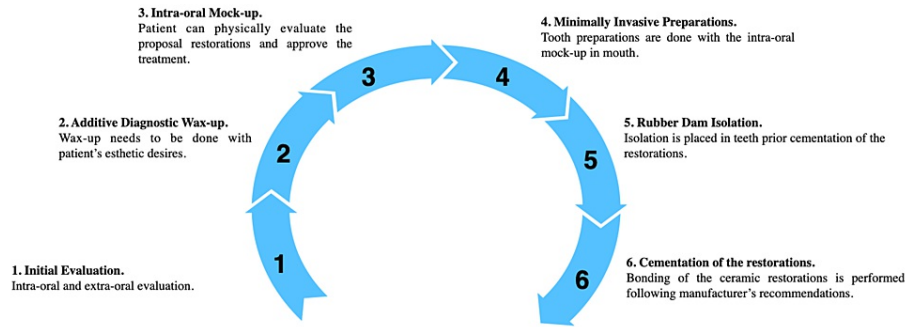 3. Intra-oral Mock-up.
Patient can physically evaluate the
proposal restorations and approve the
treatment.
4. Minimally Invasive Preparations.
Tooth preparations are done with the intra-oral
mock-up in mouth.
2. Additive Diagnostic Wax-up.
Wax-up needs to be done with
patient's esthetic desires.
5. Rubber Dam Isolation.
Isolation is placed in teeth prior cementation of the
restorations.
1. Initial Evaluation.
Intra-oral and extra-oral evaluation.
6. Cementation of the restorations.
Bonding of the ceramic restorations is performed
following manufacturer's recommendations.
1
2
3
4
5
6